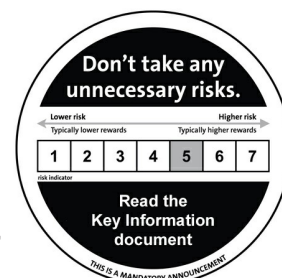 Don't take any
unnecessary risks.
Lower risk Higher risk
Typically lower rewards Typically higher rewards
1 2 3 4 5 6 7
risk indicator
Read the
Key Information
document
THIS IS A MANDATORY ANNOUNCEMENT